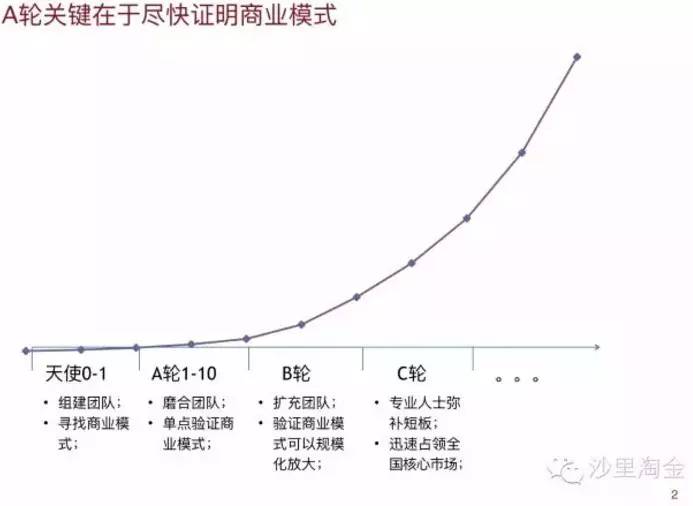 A轮关键在于尽快证明商业模式
天使0-1
• 组建团队；
• 寻找商业模
式；
A轮1-10
• 磨合团队；
• 单点验证商
业模式；
B轮
• 扩充团队；
• 验证商业模
式可以规模
化放大；
C轮
• 专业人士弥
补短板；
• 迅速占领全
国核心市场；
。。。
沙里淘金
2